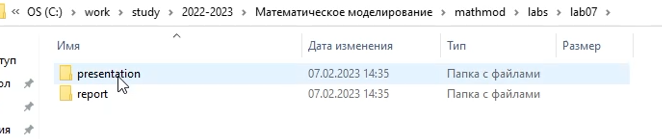 OS (C:) › work › study › 2022-2023 › Математическое моделирование › mathmod › labs › lab07 ›
Имя Дата изменения Тип Размер
presentation 07.02.2023 14:35 Папка с файлами
report 07.02.2023 14:35 Папка с файлами